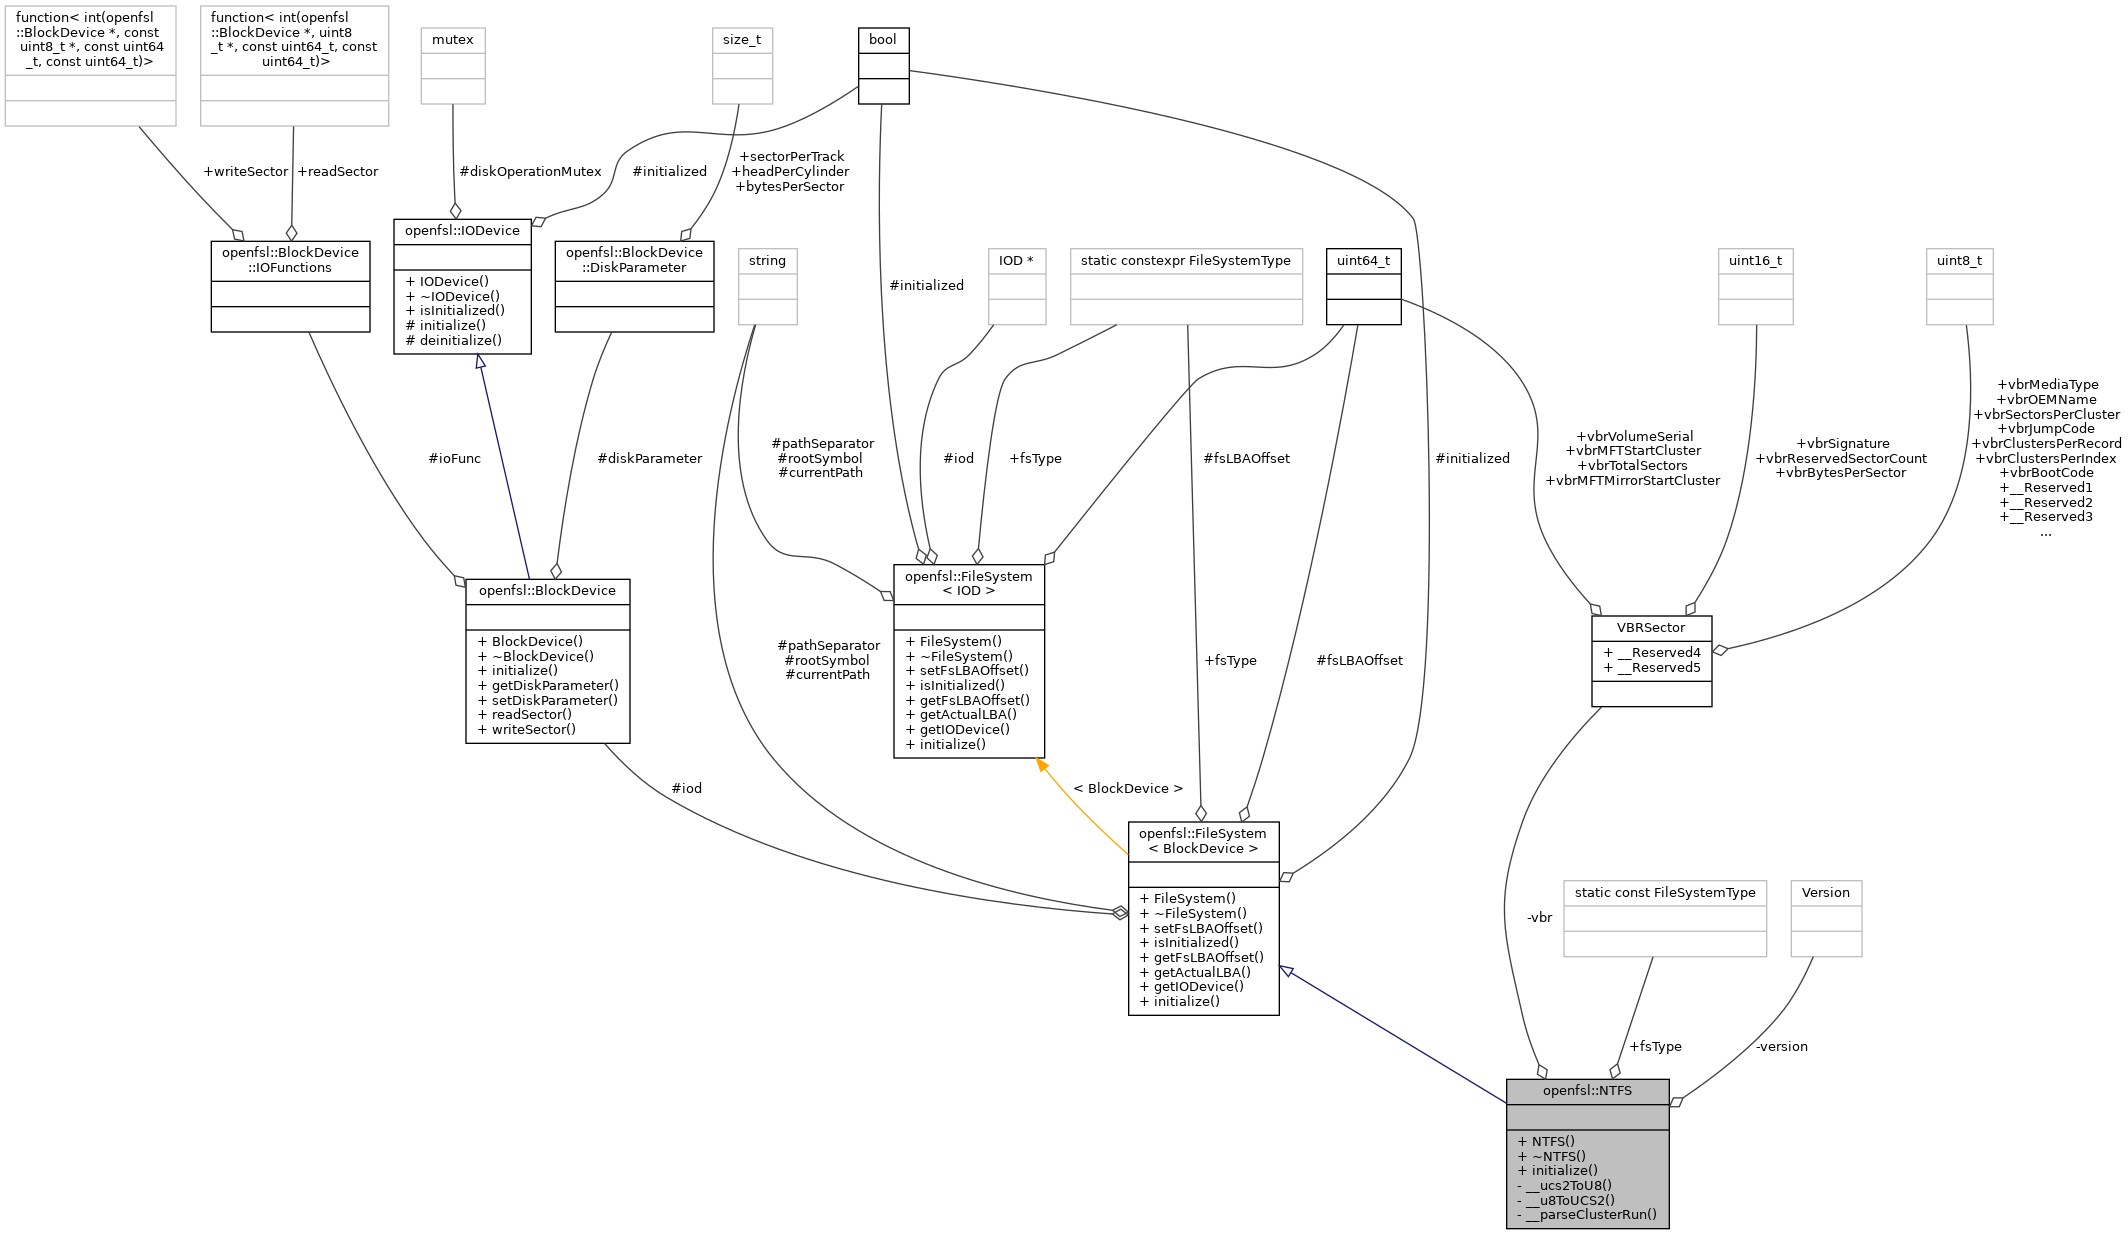 function< int(openfsl
::BlockDevice *, const
uint8_t *, const uint64
_t, const uint64_t)>
function< int(openfsl
::BlockDevice *, uint8
_t *, const uint64_t, const
uint64_t)>
mutex
size_t
bool
+writeSector
+readSector
#diskOperationMutex
#initialized
+sectorPerTrack
+headPerCylinder
+bytesPerSector
openfsl::BlockDevice
::IOFunctions
openfsl::IODevice
+ IODevice()
+ ~IODevice()
+ isInitialized()
# initialize()
# deinitialize()
openfsl::BlockDevice
::DiskParameter
string
#initialized
IOD *
static constexpr FileSystemType
uint64_t
uint16_t
uint8_t
#ioFunc
#diskParameter
#pathSeparator
#rootSymbol
#currentPath
#iod
+fsType
#fsLBAOffset
#initialized
+vbrVolumeSerial
+vbrMFTStartCluster
+vbrTotalSectors
+vbrMFTMirrorStartCluster
+vbrSignature
+vbrReservedSectorCount
+vbrBytesPerSector
+vbrMediaType
+vbrOEMName
+vbrSectorsPerCluster
+vbrJumpCode
+vbrClustersPerRecord
+vbrClustersPerIndex
+vbrBootCode
+__Reserved1
+__Reserved2
+__Reserved3
...
openfsl::BlockDevice
+ BlockDevice()
+ ~BlockDevice()
+ initialize()
+ getDiskParameter()
+ setDiskParameter()
+ readSector()
+ writeSector()
#pathSeparator
#rootSymbol
#currentPath
openfsl::FileSystem
< IOD >
+ FileSystem()
+ ~FileSystem()
+ setFsLBAOffset()
+ isInitialized()
+ getFsLBAOffset()
+ getActualLBA()
+ getIODevice()
+ initialize()
+fsType
#fsLBAOffset
VBRSector
+ __Reserved4
+ __Reserved5
#iod
< BlockDevice >
openfsl::FileSystem
< BlockDevice >
+ FileSystem()
+ ~FileSystem()
+ setFsLBAOffset()
+ isInitialized()
+ getFsLBAOffset()
+ getActualLBA()
+ getIODevice()
+ initialize()
-vbr
static const FileSystemType
Version
+fsType
-version
openfsl::NTFS
+ NTFS()
+ ~NTFS()
+ initialize()
- __ucs2ToU8()
- __u8ToUCS2()
- __parseClusterRun()